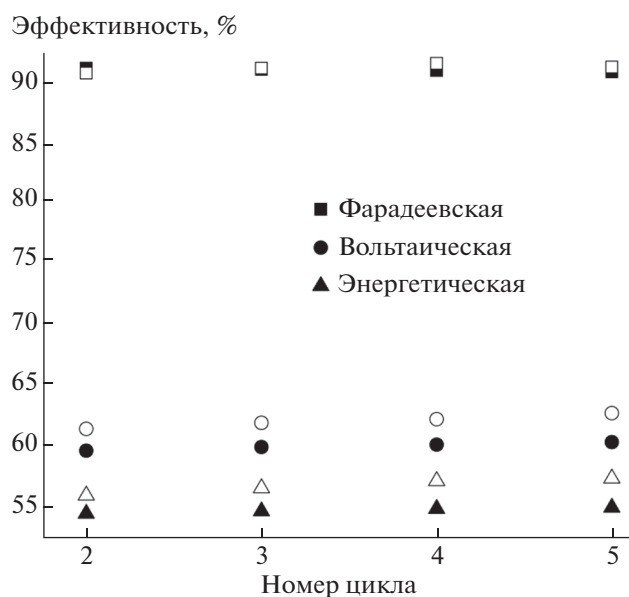 Эффективность, %
90
85
80
75
70
65
60
55
Фарадеевская
Вольтаическая
Энергетическая
2 3 4 5
Номер цикла